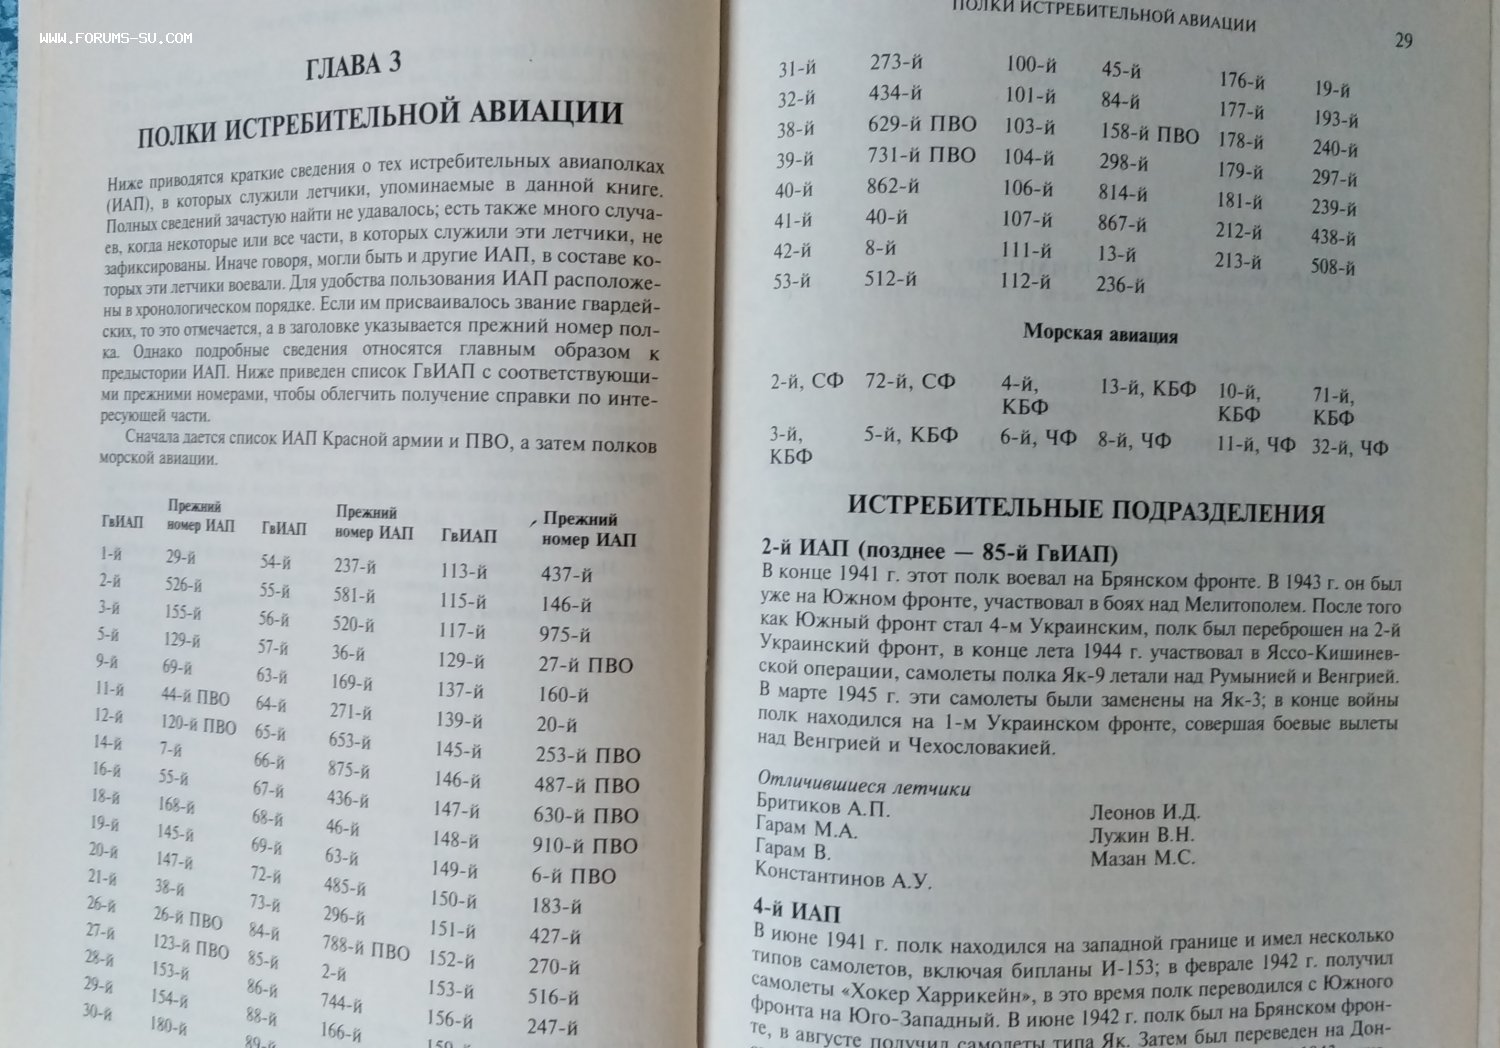 WWW.FORUMS-SU.COM
ГЛАВА 3
ПОЛКИ ИСТРЕБИТЕЛЬНОЙ АВИАЦИИ
Ниже приводятся краткие сведения о тех истребительных авиаполках
(ИАП), в которых служили летчики, упоминаемые в данной книге.
Полных сведений зачастую найти не удавалось; есть также много случа-
ев, когда некоторые или все части, в которых служили эти летчики, не
зафиксированы. Иначе говоря, могли быть и другие ИАП, в составе ко-
торых эти летчики воевали. Для удобства пользования ИАП расположе-
ны в хронологическом порядке. Если им присваивалось звание гвардей-
ских, то это отмечается, а в заголовке указывается прежний номер пол-
ка. Однако подробные сведения относятся главным образом к
предыстории ИАП. Ниже приведен список ГвИАП с соответствующи-
ми прежними номерами, чтобы облегчить получение справки по инте-
ресующей части.
Сначала дается список ИАП Красной армии и ПВО, а затем полков
морской авиации.
ГвИАП Прежний номер ИАП ГвИАП Прежний номер ИАП ГвИАП Прежний номер ИАП
1-й 29-й 54-й 237-й 113-й 437-й
2-й 526-й 55-й 581-й 115-й 146-й
3-й 155-й 56-й 520-й 117-й 975-й
5-й 129-й 57-й 36-й 129-й 27-й ПВО
9-й 69-й 63-й 169-й 137-й 160-й
11-й 44-й ПВО 64-й 271-й 139-й 20-й
12-й 120-й ПВО 65-й 653-й 145-й 253-й ПВО
14-й 7-й 66-й 875-й 146-й 487-й ПВО
16-й 55-й 67-й 436-й 147-й 630-й ПВО
18-й 168-й 68-й 46-й 148-й 910-й ПВО
19-й 145-й 69-й 63-й 149-й 6-й ПВО
20-й 147-й 72-й 485-й 150-й 183-й
21-й 38-й 73-й 296-й 151-й 427-й
26-й 26-й ПВО 84-й 788-й ПВО 152-й 270-й
27-й 123-й ПВО 85-й 2-й 153-й 516-й
28-й 153-й 86-й 744-й 156-й 247-й
29-й 154-й 88-й 166-й
30-й 180-й 89-й
ПОЛКИ ИСТРЕБИТЕЛЬНОЙ АВИАЦИИ
29
31-й 273-й 100-й 45-й 176-й 19-й
32-й 434-й 101-й 84-й 177-й 193-й
38-й 629-й ПВО 103-й 158-й ПВО 178-й 240-й
39-й 731-й ПВО 104-й 298-й 179-й 297-й
40-й 862-й 106-й 814-й 181-й 239-й
41-й 40-й 107-й 867-й 212-й 438-й
42-й 8-й 111-й 13-й 213-й 508-й
53-й 512-й 112-й 236-й
Морская авиация
2-й, СФ 72-й, СФ 4-й, КБФ 13-й, КБФ 10-й, КБФ 71-й, КБФ
3-й, КБФ 5-й, КБФ 6-й, ЧФ 8-й, ЧФ 11-й, ЧФ 32-й, ЧФ
ИСТРЕБИТЕЛЬНЫЕ ПОДРАЗДЕЛЕНИЯ
2-й ИАП (позднее — 85-й ГвИАП)
В конце 1941 г. этот полк воевал на Брянском фронте. В 1943 г. он был
уже на Южном фронте, участвовал в боях над Мелитополем. После того
как Южный фронт стал 4-м Украинским, полк был переброшен на 2-й
Украинский фронт, в конце лета 1944 г. участвовал в Яссо-Кишинев-
ской операции, самолеты полка Як-9 летали над Румынией и Венгрией.
В марте 1945 г. эти самолеты были заменены на Як-3; в конце войны
полк находился на 1-м Украинском фронте, совершая боевые вылеты
над Венгрией и Чехословакией.
Отличившиеся летчики
Бритиков А.П.
Гарам М.А.
Гарам В.
Константинов А.У.
Леонов И.Д.
Лужин В.Н.
Мазан М.С.
4-й ИАП
В июне 1941 г. полк находился на западной границе и имел несколько
типов самолетов, включая бипланы И-153; в феврале 1942 г. получил
самолеты «Хокер Харрикейн», в это время полк переводился с Южного
фронта на Юго-Западный. В июне 1942 г. полк был на Брянском фрон-
те, в августе получил самолеты типа Як. Затем был переведен на Дон-